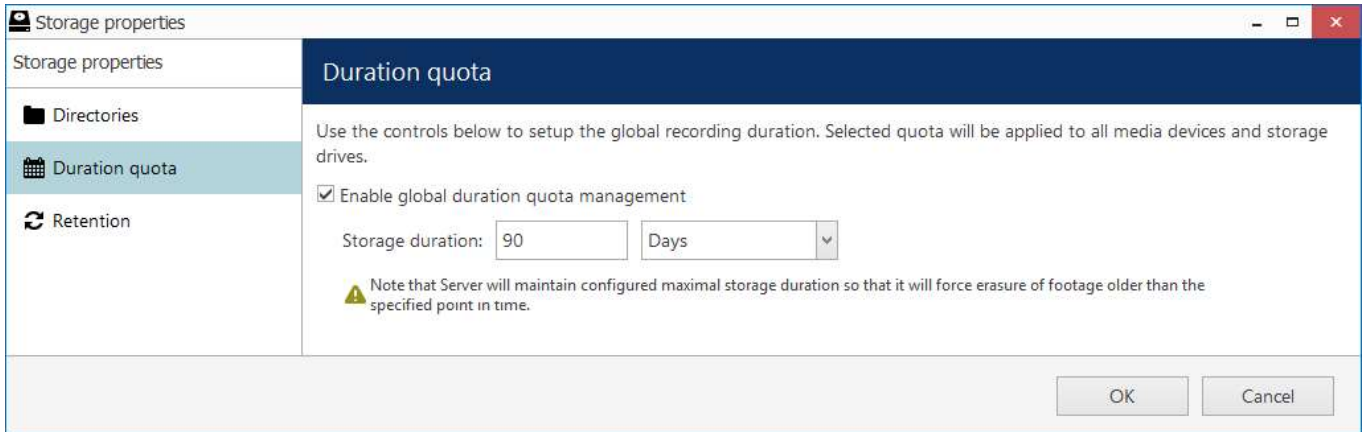 Storage properties
Storage properties
Duration quota
Directories
Use the controls below to setup the global recording duration. Selected quota will be applied to all media devices and storage
drives.
Duration quota
Enable global duration quota management
Retention
Storage duration: 90 Days
Note that Server will maintain configured maximal storage duration so that it will force erasure of footage older than the
specified point in time.
OK Cancel